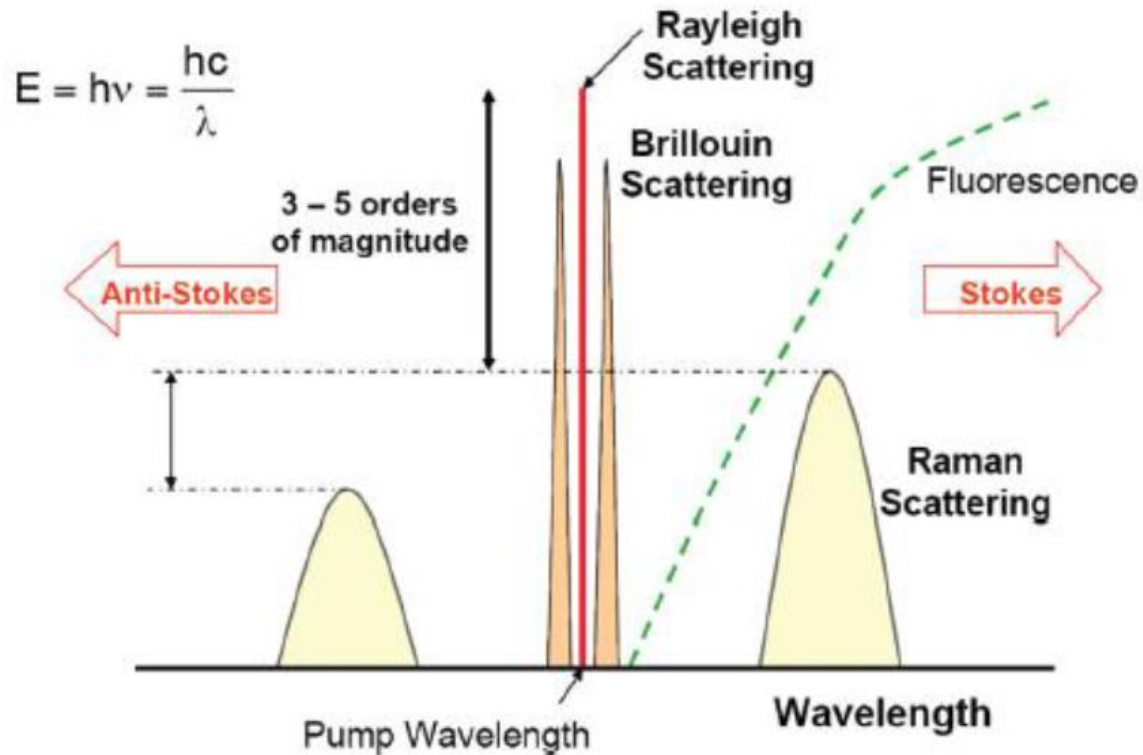 Rayleigh
Scattering
E = hν = hc
λ
Brillouin
Scattering
Fluorescence
3 – 5 orders
of magnitude
Anti-Stokes
Stokes
Raman
Scattering
Wavelength
Pump Wavelength